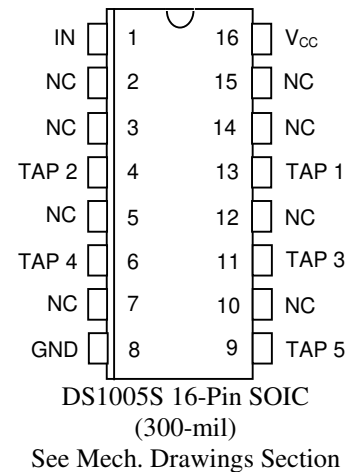 IN 1 16 VCC
NC 2 15 NC
NC 3 14 NC
TAP 2 4 13 TAP 1
NC 5 12 NC
TAP 4 6 11 TAP 3
NC 7 10 NC
GND 8 9 TAP 5
DS1005S 16-Pin SOIC
(300-mil)
See Mech. Drawings Section